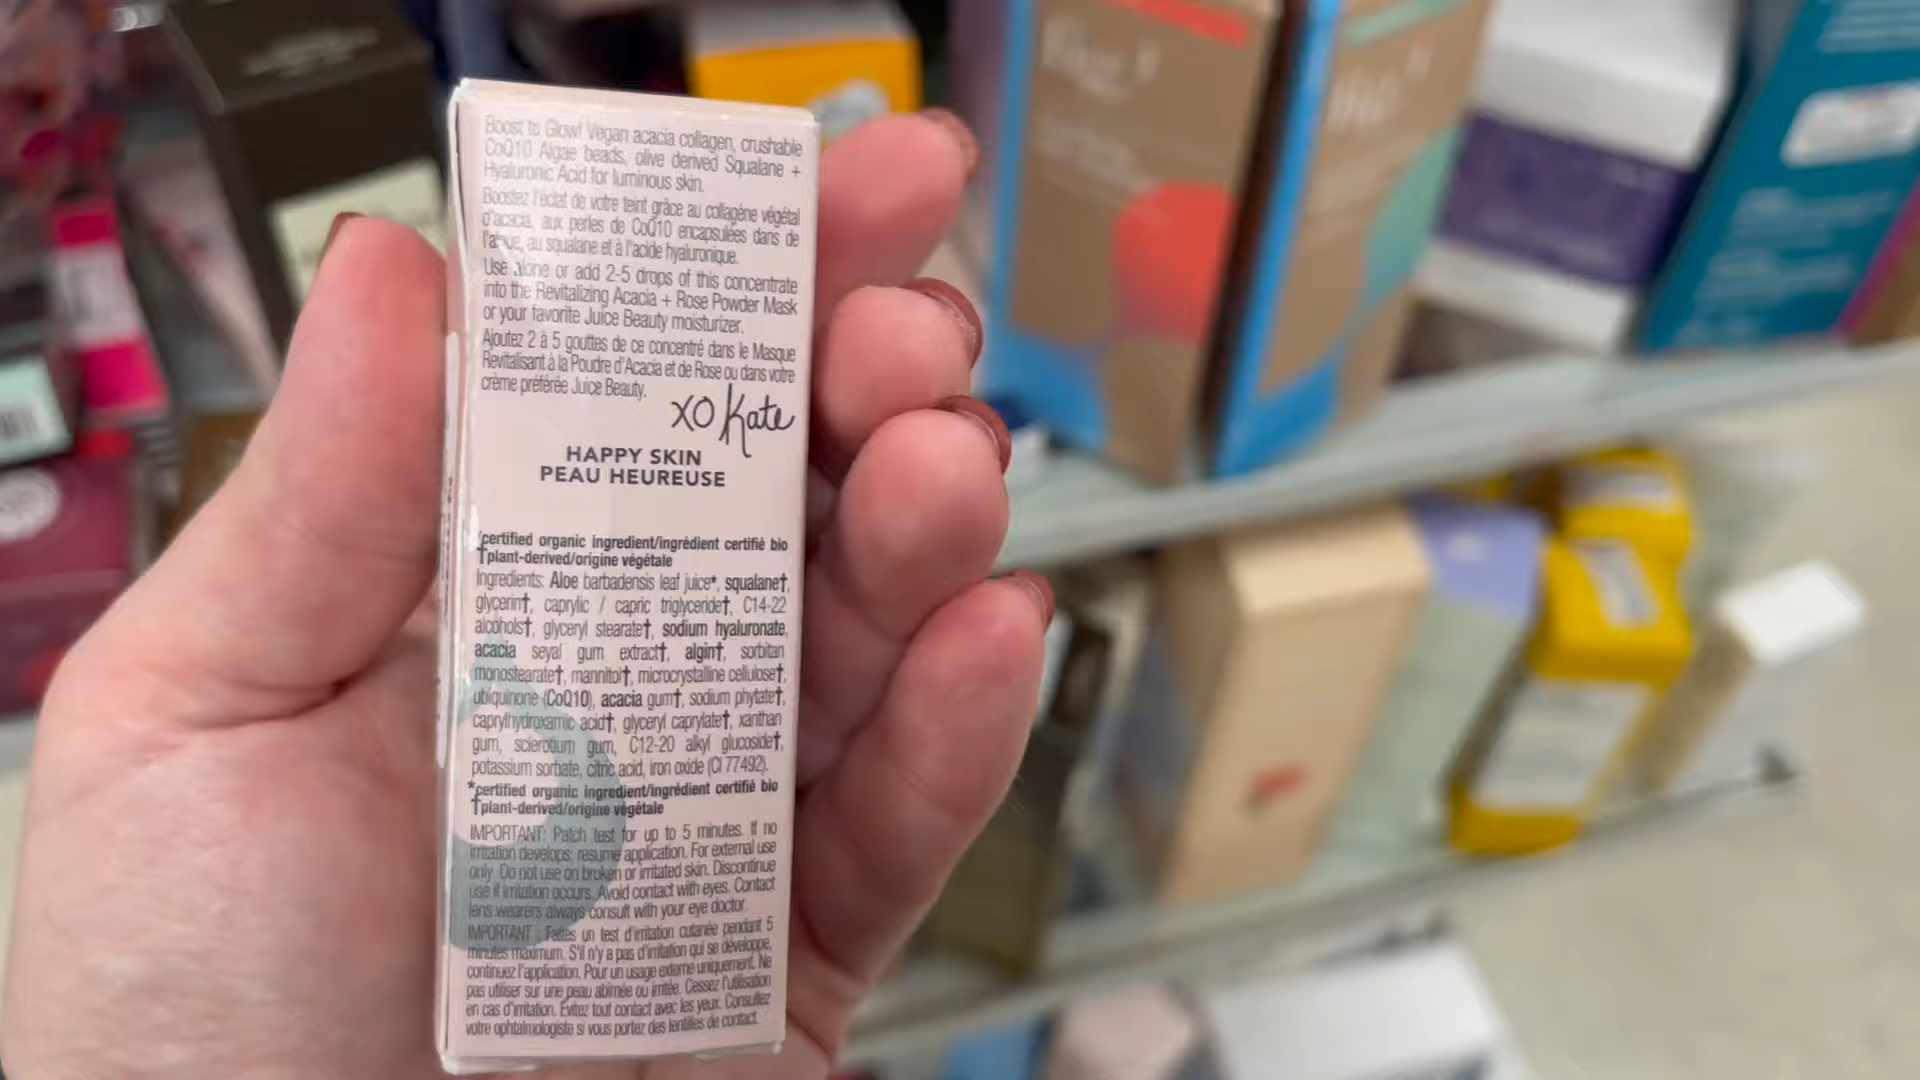 Boost to Glow! Vegan acacia collagen, crushable
CoQ10 Algae beads, olive derived Squalane +
Hyaluronic Acid for luminous skin.
Boostez l'éclat de votre teint grâce au collagène végétal
d'acacia, aux perles de CoQ10 encapsulées dans de
l'algue, au squalane et à l'acide hyaluronique.
Use alone or add 2-5 drops of this concentrate
into the Revitalizing Acacia + Rose Powder Mask
or your favorite Juice Beauty moisturizer.
Ajoutez 2 à 5 gouttes de ce concentré dans le Masque
Revitalisant à la Poudre d'Acacia et de Rose ou dans votre
crème préférée Juice Beauty.
XO Kate
HAPPY SKIN
PEAU HEUREUSE
*certified organic ingredient/ingrédient certifié bio
†plant-derived/origine végétale
Ingredients: Aloe barbadensis leaf juice*, squalane†,
glycerin†, caprylic / capric triglyceride†, C14-22
alcohols†, glyceryl stearate†, sodium hyaluronate,
acacia seyal gum extract†, algin†, sorbitan
monostearate†, mannitol†, microcrystalline cellulose†,
ubiquinone (CoQ10), acacia gum†, sodium phytate†,
caprylhydroxamic acid†, glyceryl caprylate†, xanthan
gum, sclerotium gum, C12-20 alkyl glucoside†,
potassium sorbate, citric acid, iron oxide (CI 77492).
*certified organic ingredient/ingrédient certifié bio
†plant-derived/origine végétale
IMPORTANT: Patch test for up to 5 minutes. If no
irritation develops, resume application. For external use
only. Do not use on broken or irritated skin. Discontinue
use if irritation occurs. Avoid contact with eyes. Contact
lens wearers always consult with your eye doctor.
IMPORTANT : Faites un test d'irritation cutanée pendant 5
minutes maximum. S'il n'y a pas d'irritation qui se développe,
continuez l'application. Pour un usage externe uniquement. Ne
pas utiliser sur une peau abimée ou irritée. Cessez l'utilisation
en cas d'irritation. Évitez tout contact avec les yeux. Consultez
votre ophtalmologiste si vous portez des lentilles de contact.